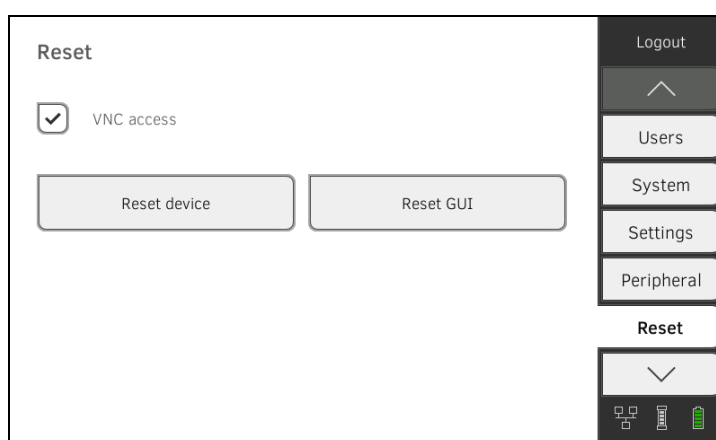 Reset
VNC access
Reset device
Reset GUI
Logout
Users
System
Settings
Peripheral
Reset